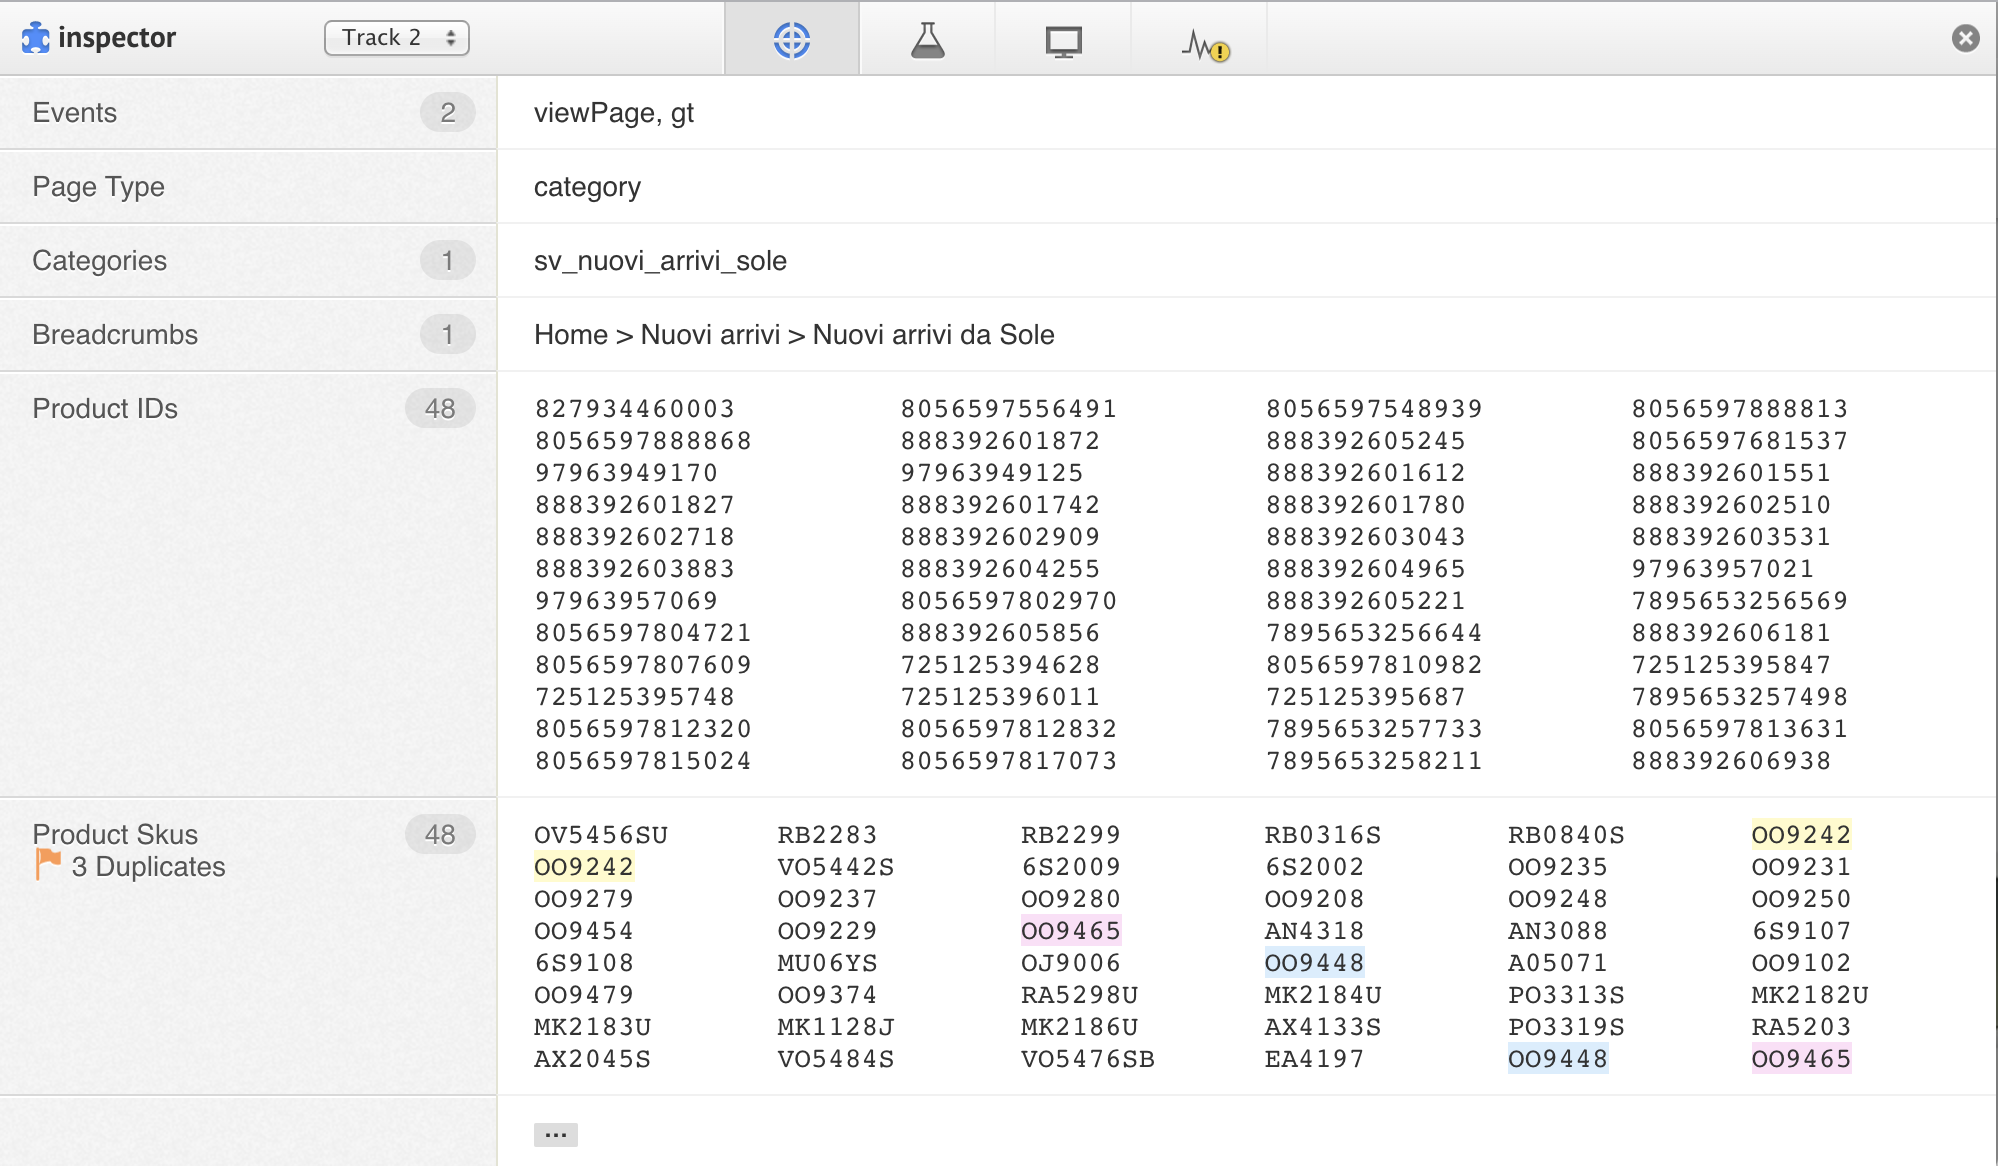 inspector Track 2
Events 2 viewPage, gt
Page Type category
Categories 1 sv_nuovi_arrivi_sole
Breadcrumbs 1 Home > Nuovi arrivi > Nuovi arrivi da Sole
Product IDs 48 827934460003 8056597556491 8056597548939 8056597888813
8056597888868 888392601872 888392605245 8056597681537
97963949170 97963949125 888392601612 888392601551
888392601827 888392601742 888392601780 888392602510
888392602718 888392602909 888392603043 888392603531
888392603883 888392604255 888392604965 97963957021
97963957069 8056597802970 888392605221 7895653256569
8056597804721 888392605856 7895653256644 888392606181
8056597807609 725125394628 8056597810982 725125395847
725125395748 725125396011 725125395687 7895653257498
8056597812320 8056597812832 7895653257733 8056597813631
8056597815024 8056597817073 7895653258211 888392606938
Product Skus 48 OV5456SU RB2283 RB2299 RB0316S RB0840S OO9242
3 Duplicates OO9242 VO5442S 6S2009 6S2002 OO9235 OO9231
OO9279 OO9237 OO9280 OO9208 OO9248 OO9250
OO9454 OO9229 OO9465 AN4318 AN3088 6S9107
6S9108 MU06YS OJ9006 OO9448 A05071 OO9102
OO9479 OO9374 RA5298U MK2184U PO3313S MK2182U
MK2183U MK1128J MK2186U AX4133S PO3319S RA5203
AX2045S VO5484S VO5476SB EA4197 OO9448 OO9465
...